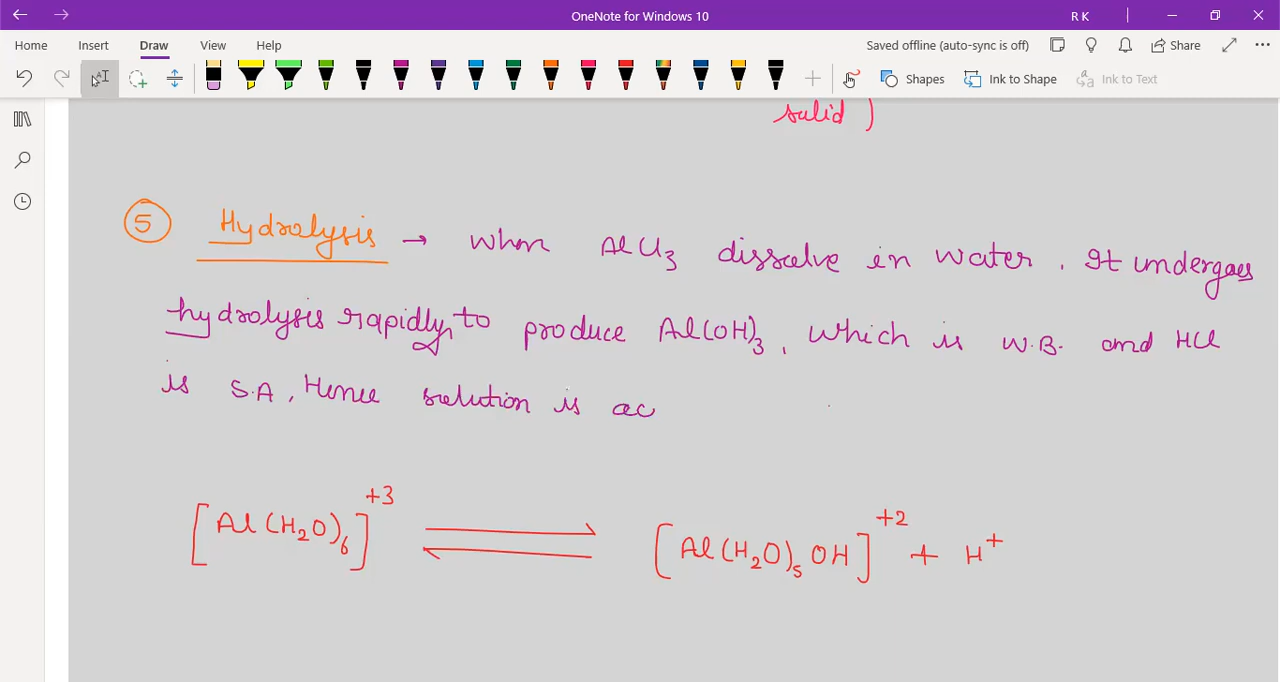 OneNote for Windows 10
R K
Home Insert Draw View Help
Saved offline (auto-sync is off) Share
Shapes Ink to Shape Ink to Text
solid )
5 Hydrolysis → When AlCl3 dissolve in water . It undergoes
hydrolysis rapidly to produce Al(OH)3 , which is W.B. and HCl
is S.A , Hence solution is ac
[Al(H2O)6]+3 ⇌ [Al(H2O)5OH]+2 + H+